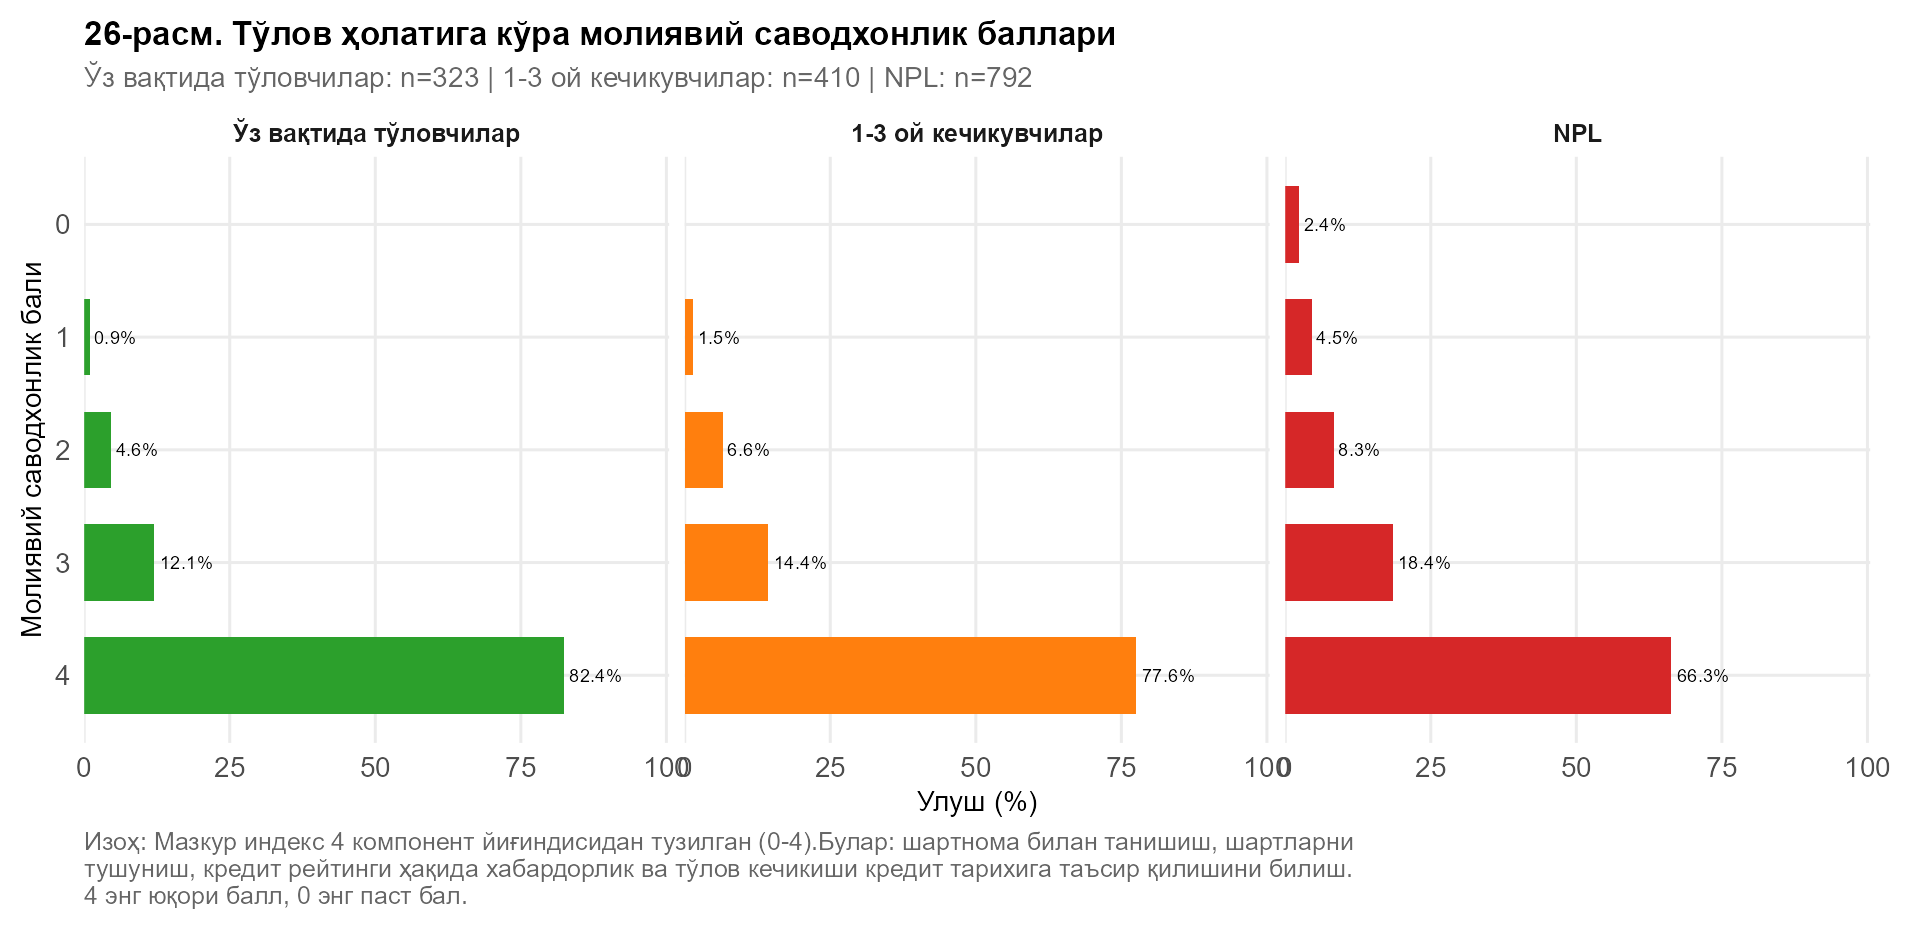 26-расм. Тўлов ҳолатига кўра молиявий саводхонлик баллари
Ўз вақтида тўловчилар: n=323 | 1-3 ой кечикувчилар: n=410 | NPL: n=792
Ўз вақтида тўловчилар
1-3 ой кечикувчилар
NPL
Молиявий саводхонлик бали
0
2.4%
1
0.9%
1.5%
4.5%
2
4.6%
6.6%
8.3%
3
12.1%
14.4%
18.4%
4
82.4%
77.6%
66.3%
0 25 50 75 100
0 25 50 75 100
0 25 50 75 100
Улуш (%)
Изоҳ: Мазкур индекс 4 компонент йиғиндисидан тузилган (0-4).Булар: шартнома билан танишиш, шартларни
тушуниш, кредит рейтинги ҳақида хабардорлик ва тўлов кечикиши кредит тарихига таъсир қилишини билиш.
4 энг юқори балл, 0 энг паст бал.